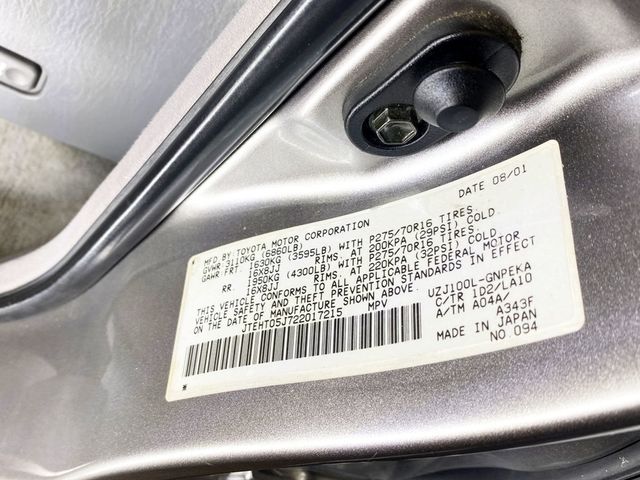 DATE 08/01
MFD BY: TOYOTA MOTOR CORPORATION
GVWR 3110KG (6860LB)
GAWR FRT. 1630KG (3595LB) WITH P275/70R16 TIRES,
16X8JJ RIMS, AT 200KPA (29PSI) COLD
RR. 1950KG (4300LB) WITH P275/70R16 TIRES,
16X8JJ RIMS, AT 220KPA (32PSI) COLD
THIS VEHICLE CONFORMS TO ALL APPLICABLE FEDERAL MOTOR
VEHICLE SAFETY AND THEFT PREVENTION STANDARDS IN EFFECT
ON THE DATE OF MANUFACTURE SHOWN ABOVE.
JTEHT05J722017215 MPV
UZJ100L-GNPEKA
C/TR 1D2/LA10
A/TM A04A/
A343F
MADE IN JAPAN
NO.094